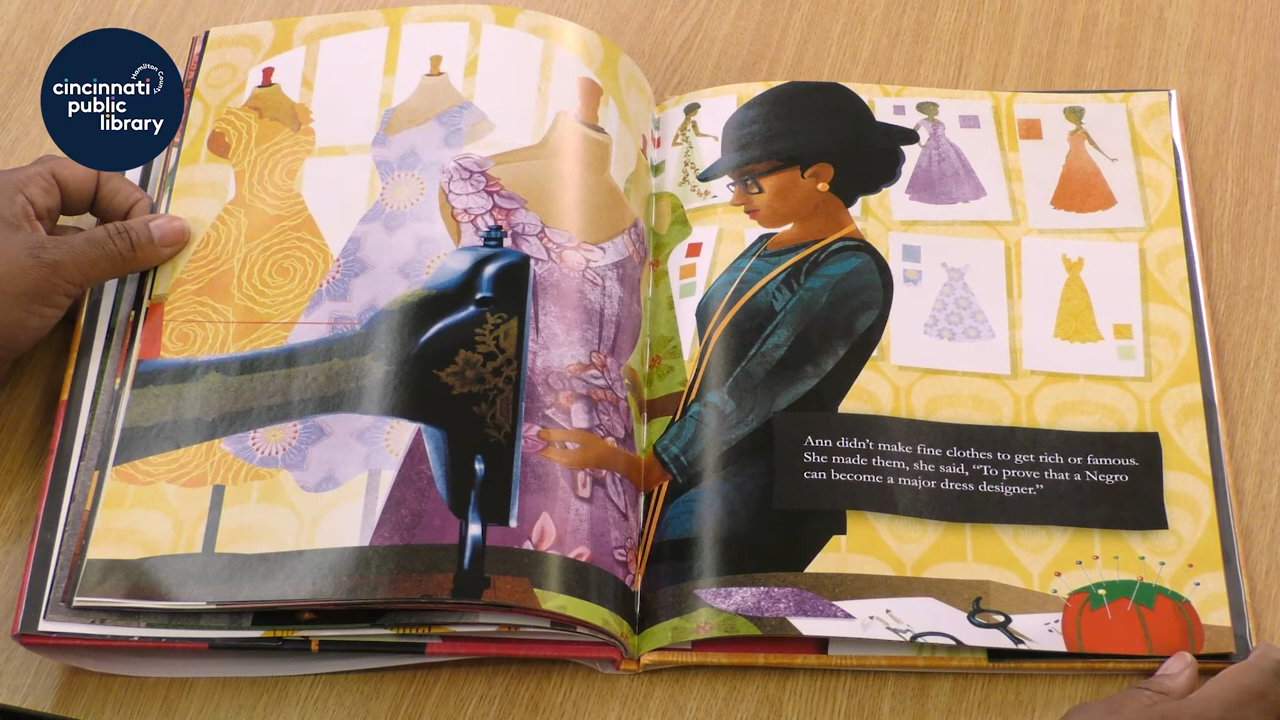 Hamilton County
cincinnati
public
library
Ann didn't make fine clothes to get rich or famous.
She made them, she said, “To prove that a Negro
can become a major dress designer.”